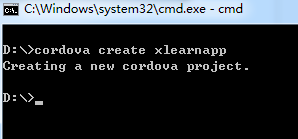 C:\Windows\system32\cmd.exe - cmd
D:\>cordova create xlearnapp
Creating a new cordova project.
D:\>